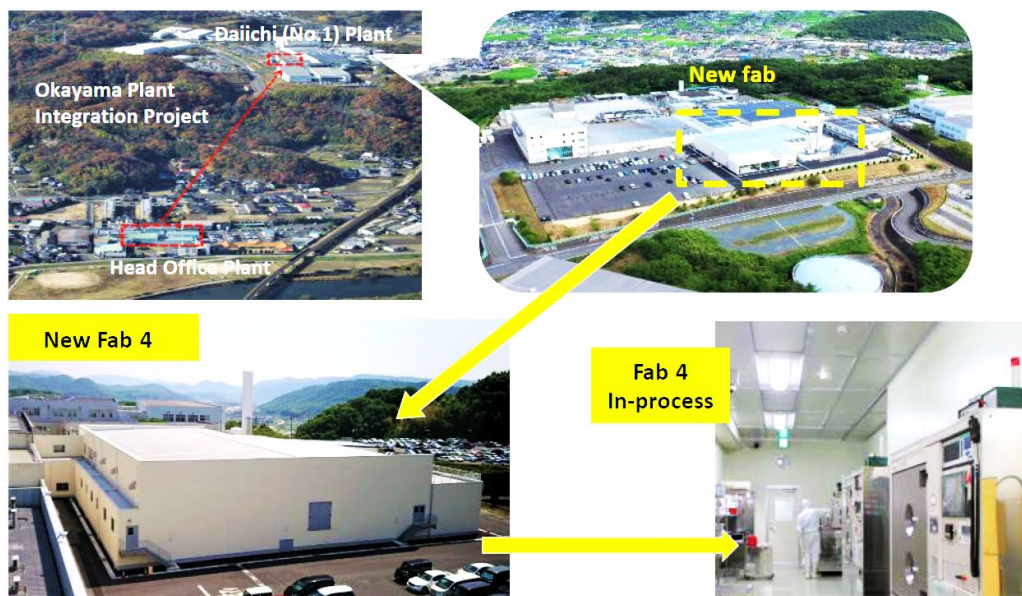 Daiichi (No.1) Plant
Okayama Plant
Integration Project
Head Office Plant
New fab
New Fab 4
Fab 4
In-process